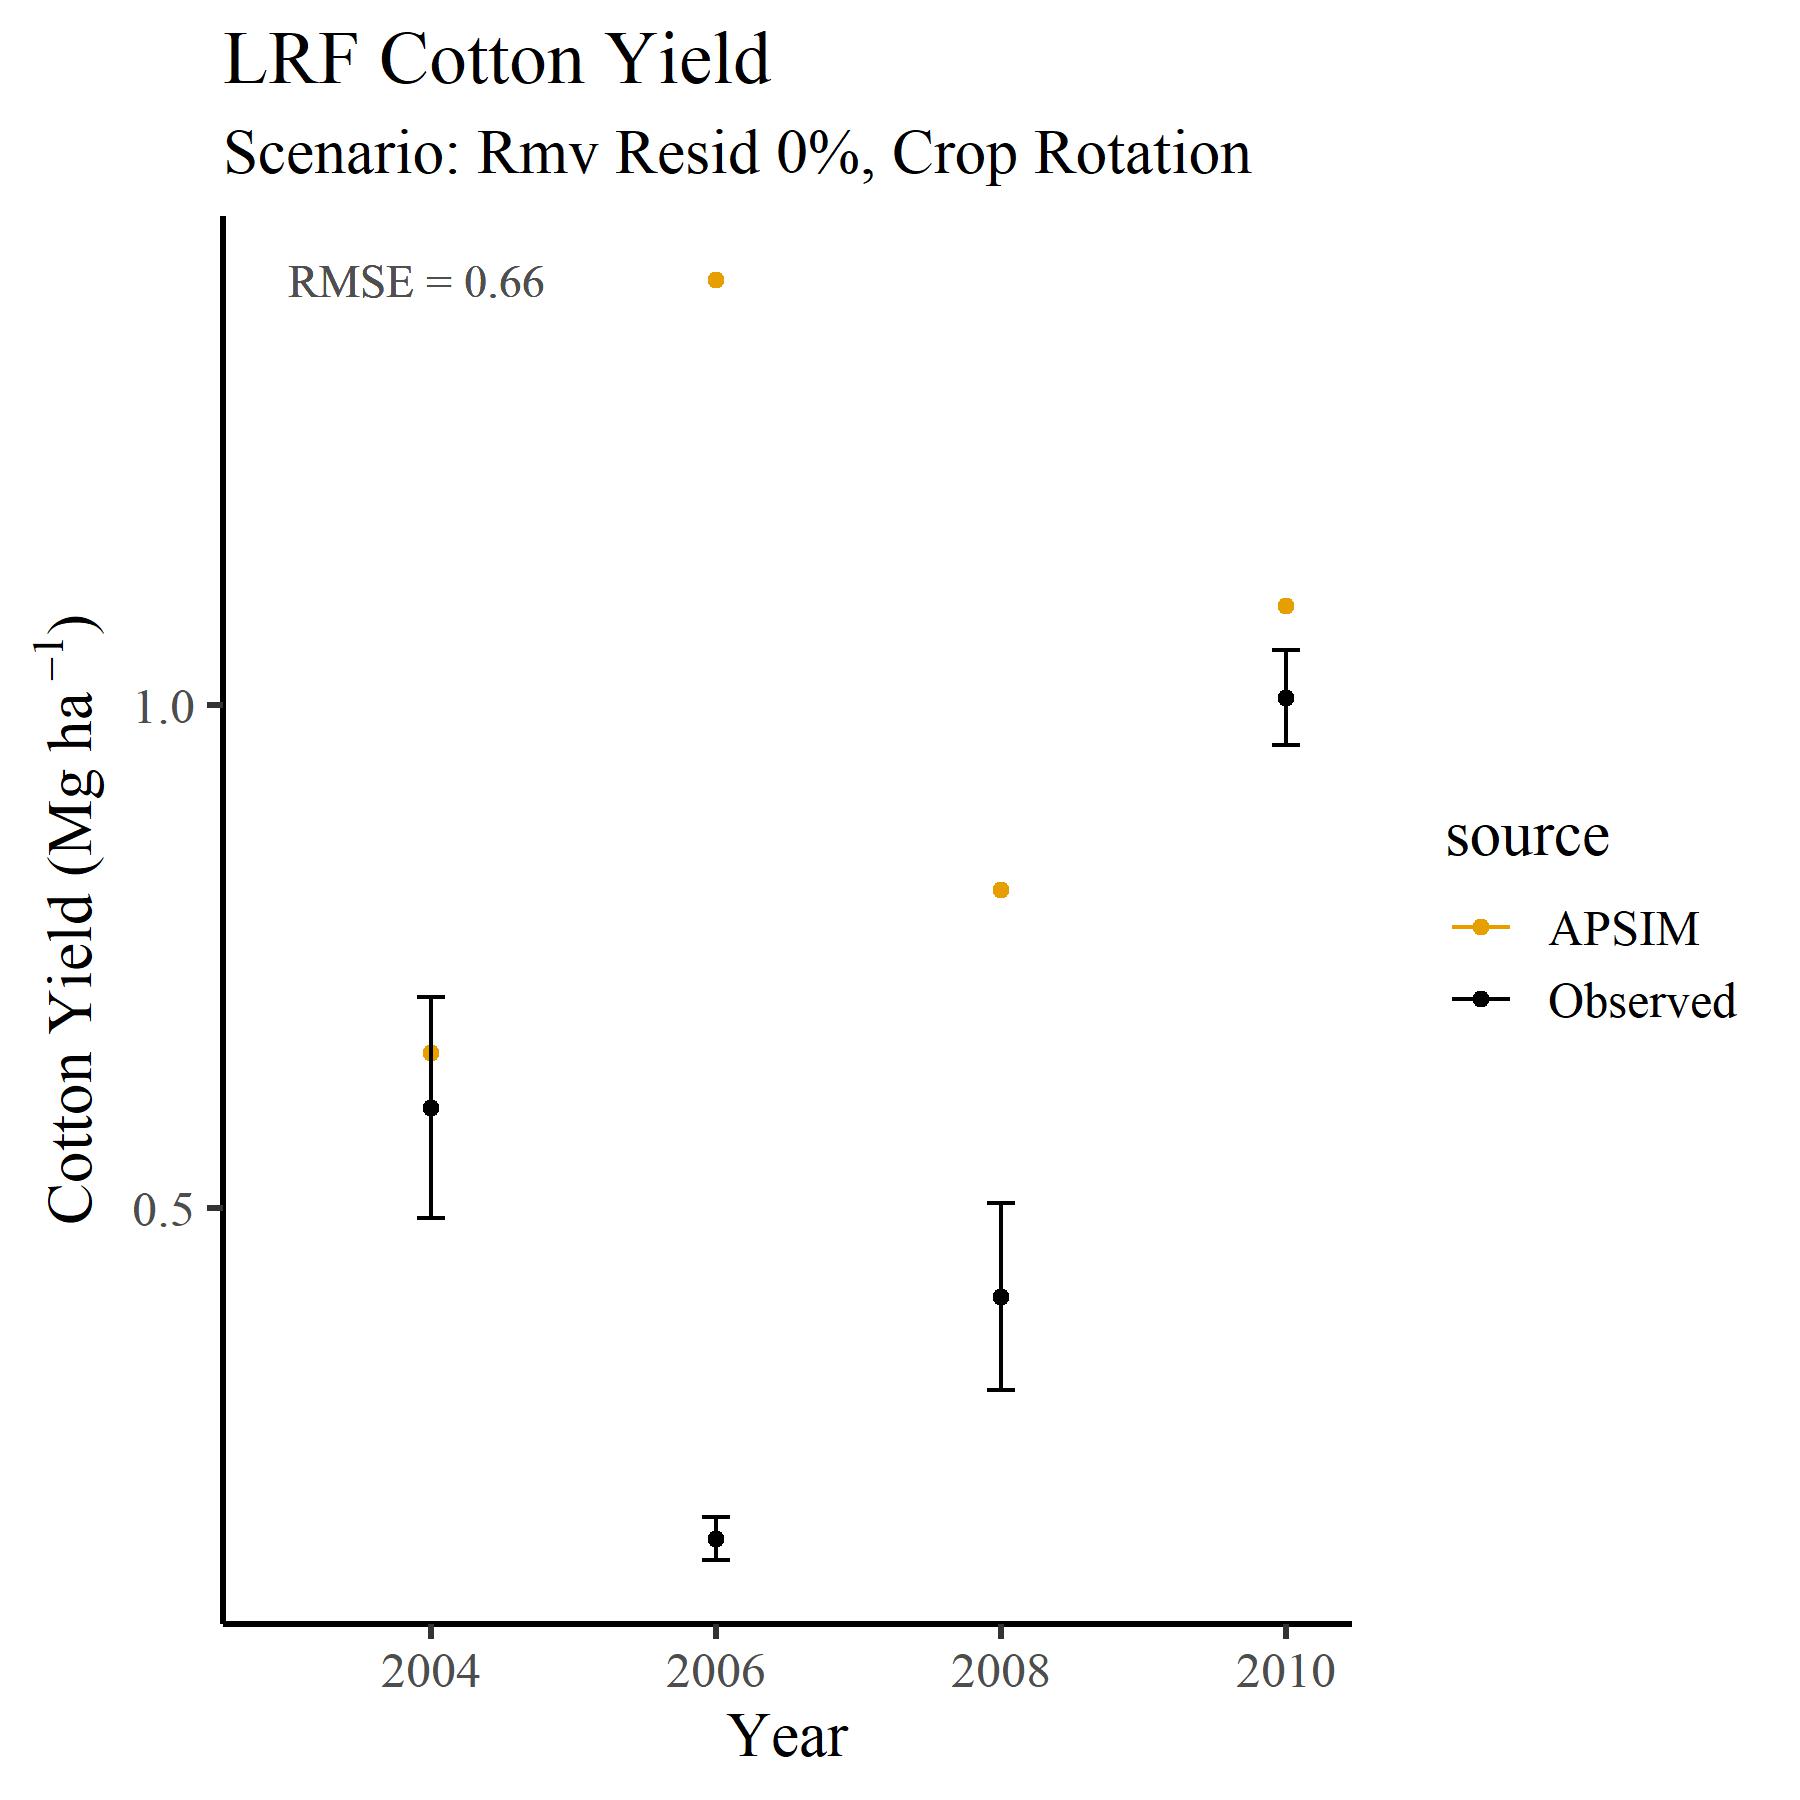 LRF Cotton Yield
Scenario: Rmv Resid 0%, Crop Rotation
RMSE = 0.66
Cotton Yield (Mg ha −1)
1.0
0.5
2004 2006 2008 2010
Year
source
APSIM
Observed